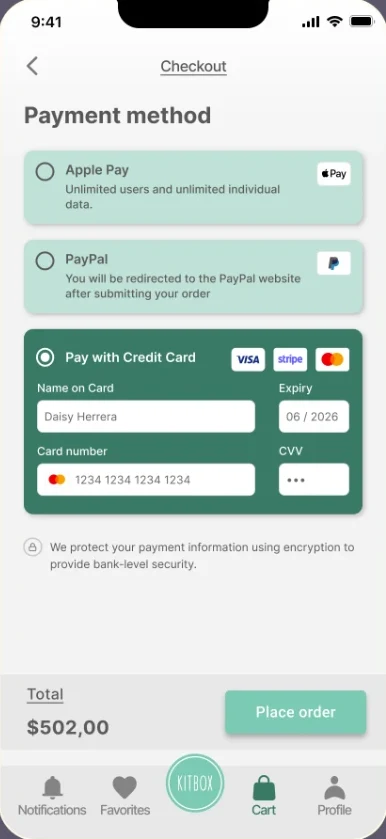 9:41
Checkout
Payment method
Apple Pay
Pay
Unlimited users and unlimited individual
data.
PayPal
You will be redirected to the PayPal website
after submitting your order
Pay with Credit Card
VISA
stripe
Name on Card
Expiry
Daisy Herrera
06 / 2026
Card number
CVV
1234 1234 1234 1234
•••
We protect your payment information using encryption to
provide bank-level security.
Total
$502,00
Place order
Notifications
Favorites
KITBOX
Cart
Profile